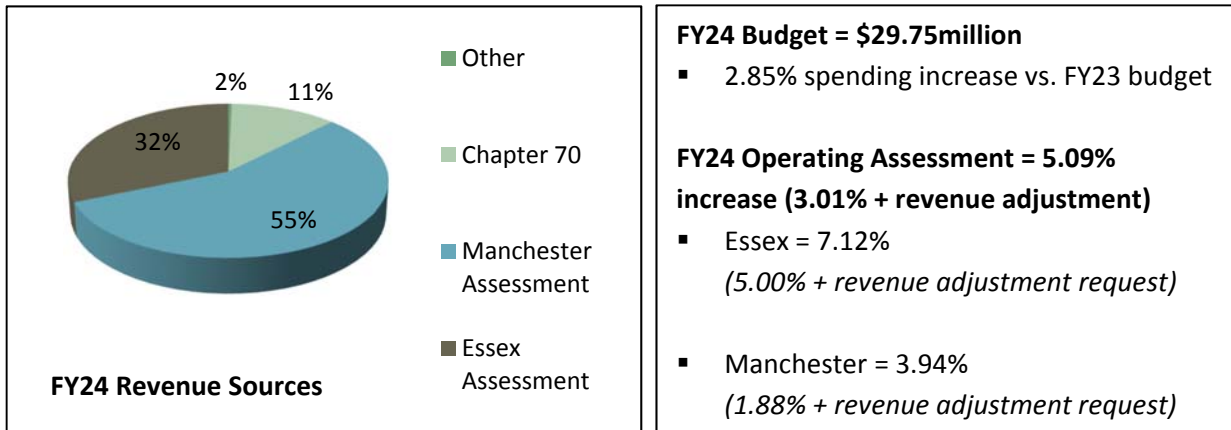 2%
11%
32%
55%
Other
Chapter 70
Manchester
Assessment
Essex
Assessment
FY24 Revenue Sources
FY24 Budget = $29.75million
▪ 2.85% spending increase vs. FY23 budget
FY24 Operating Assessment = 5.09%
increase (3.01% + revenue adjustment)
▪ Essex = 7.12%
(5.00% + revenue adjustment request)
▪ Manchester = 3.94%
(1.88% + revenue adjustment request)